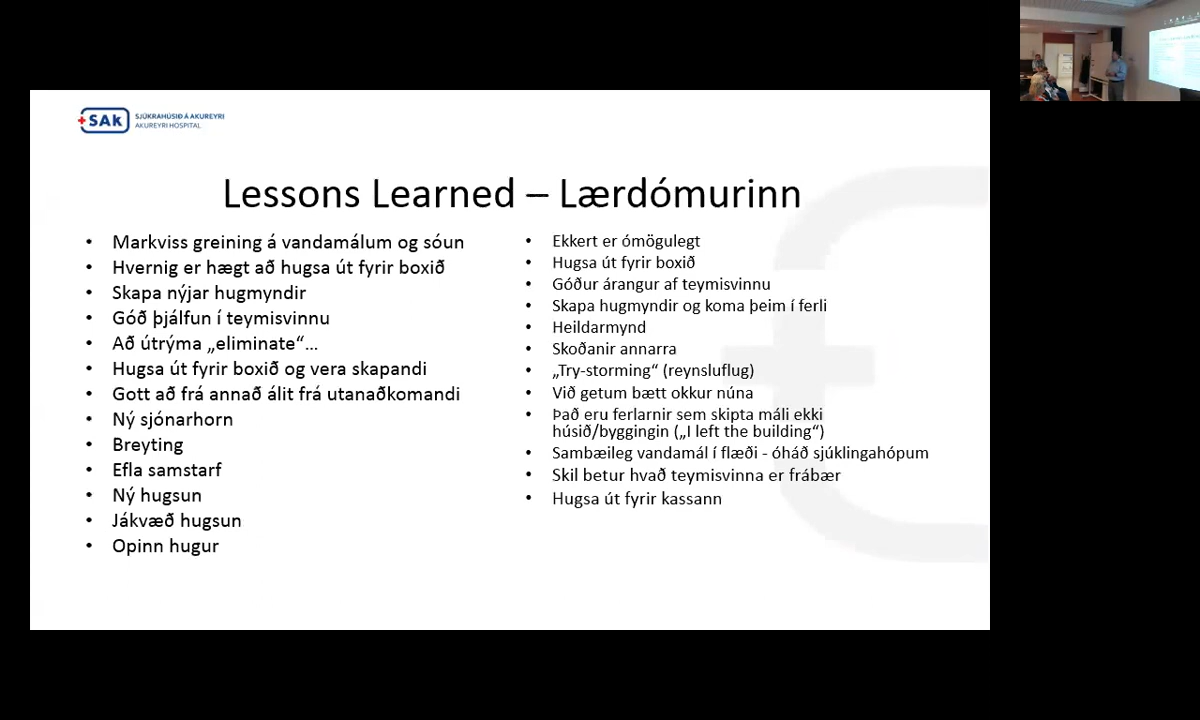 SAk
SJÚKRAHÚSIÐ Á AKUREYRI
AKUREYRI HOSPITAL
Lessons Learned – Lærdómurinn
• Markviss greining á vandamálum og sóun
• Hvernig er hægt að hugsa út fyrir boxið
• Skapa nýjar hugmyndir
• Góð þjálfun í teymisvinnu
• Að útrýma „eliminate“…
• Hugsa út fyrir boxið og vera skapandi
• Gott að frá annað álit frá utanaðkomandi
• Ný sjónarhorn
• Breyting
• Efla samstarf
• Ný hugsun
• Jákvæð hugsun
• Opinn hugur
• Ekkert er ómögulegt
• Hugsa út fyrir boxið
• Góður árangur af teymisvinnu
• Skapa hugmyndir og koma þeim í ferli
• Heildarmynd
• Skoðanir annarra
• „Try-storming“ (reynsluflug)
• Við getum bætt okkur núna
• Það eru ferlarnir sem skipta máli ekki
húsið/byggingin („I left the building“)
• Sambæileg vandamál í flæði - óháð sjúklingahópum
• Skil betur hvað teymisvinna er frábær
• Hugsa út fyrir kassann